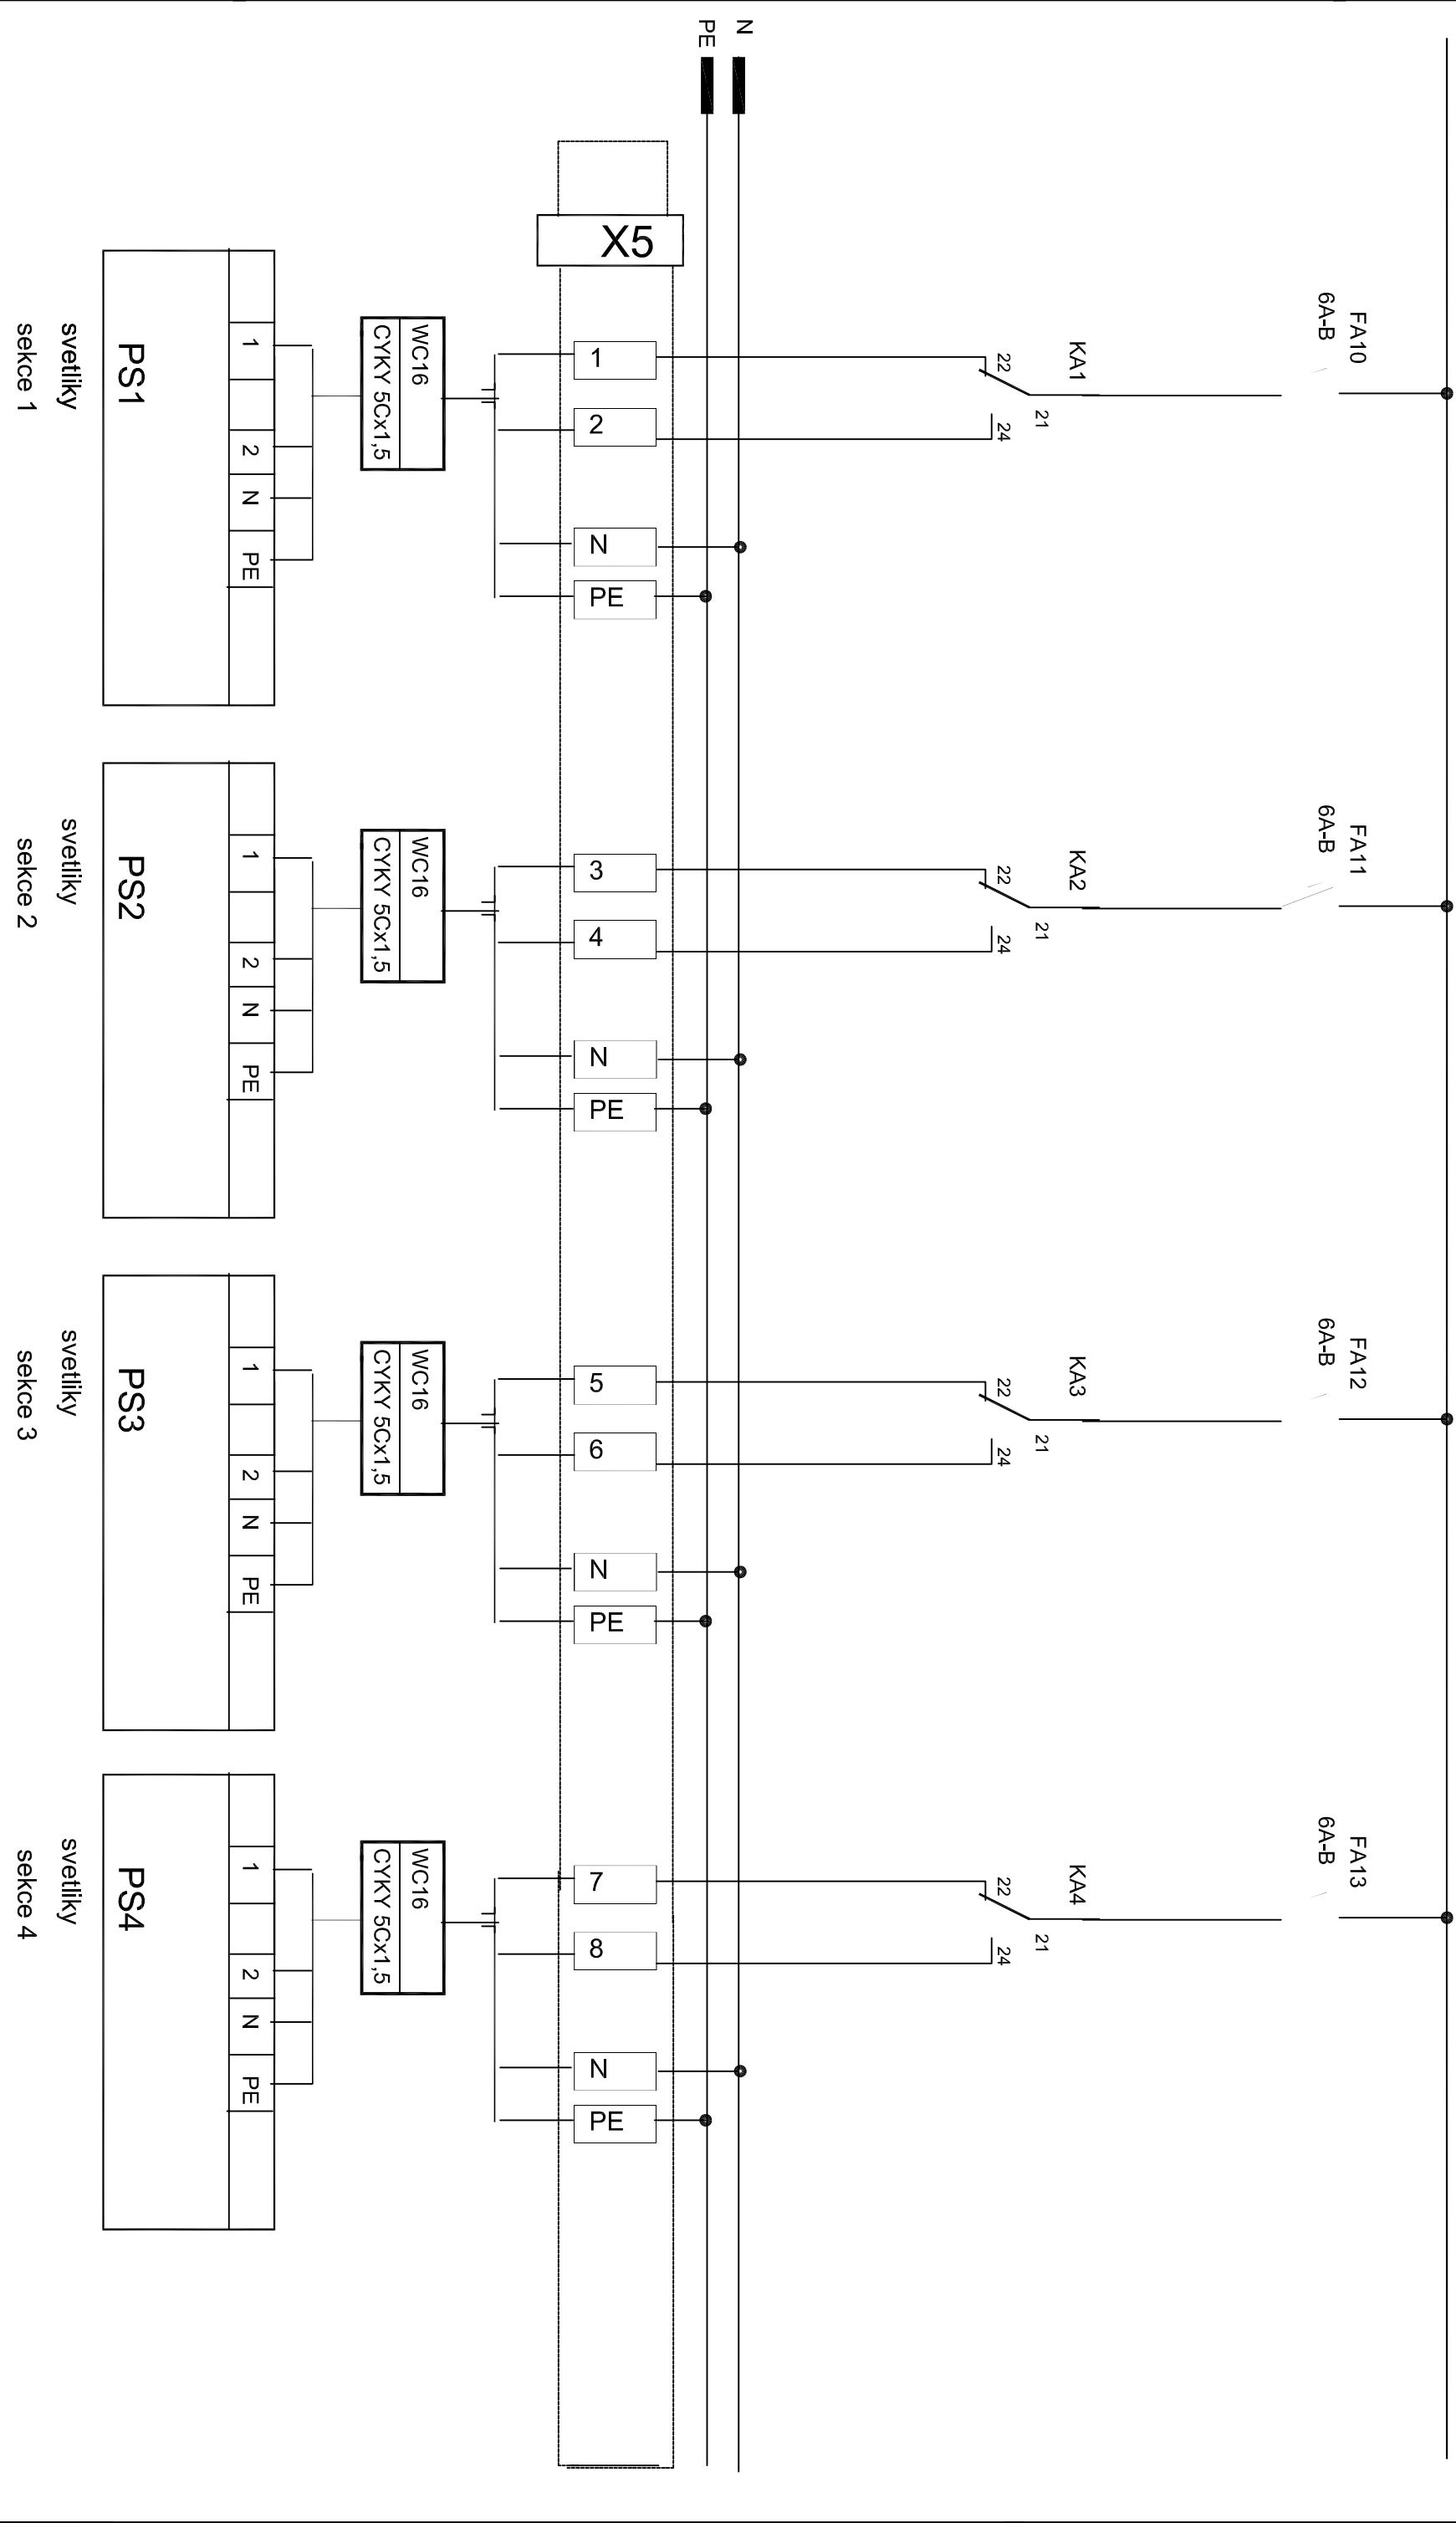 N
PE
X5
FA10
6A-B
KA1
22
21
24
1
2
N
PE
WC16
CYKY 5Cx1,5
1
2
N
PE
PS1
svetliky
sekce 1
FA11
6A-B
KA2
22
21
24
3
4
N
PE
WC16
CYKY 5Cx1,5
1
2
N
PE
PS2
svetliky
sekce 2
FA12
6A-B
KA3
22
21
24
5
6
N
PE
WC16
CYKY 5Cx1,5
1
2
N
PE
PS3
svetliky
sekce 3
FA13
6A-B
KA4
22
21
24
7
8
N
PE
WC16
CYKY 5Cx1,5
1
2
N
PE
PS4
svetliky
sekce 4